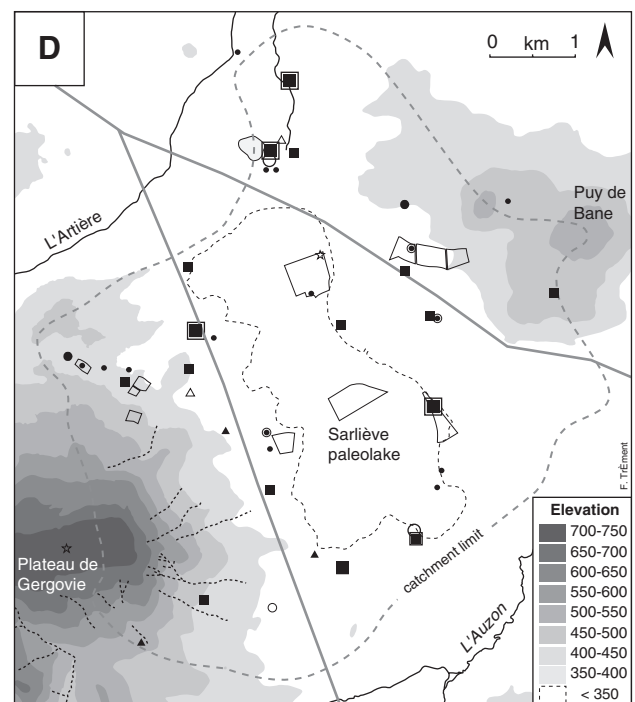 D
0 km 1
L'Artière
Puy de
Bane
Sarliève
paleolake
F. TrÈment
Plateau de
Gergovie
catchment limit
L'Auzon
Elevation
700-750
650-700
600-650
550-600
500-550
450-500
400-450
350-400
< 350